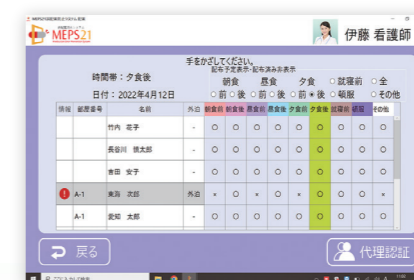 MEPS21
伊藤 看護師
手をかざしてください。
配布予定表示・配布済み非表示
時間帯：夕食後
朝食 昼食 夕食 ○就寝前 ○全
日付：2022年4月12日
○前○後 ○前○後 ○前●後 ○頓服 ○その他
情報 部屋番号 名前 外泊 朝食前 朝食後 昼食前 昼食後 夕食前 夕食後 就寝前 頓服 その他
竹内 花子 - ○ ○ ○ ○ ○ ○ ○ ○ ○
長谷川 慎太郎 - ○ ○ ○ ○ ○ ○ ○ ○ ○
吉田 安子 - ○ ○ ○ ○ ○ ○ ○ ○ ○
! A-1 東海 次郎 外泊 × ○ × ○ × ○ ○ ○ ×
A-1 愛知 太郎 - ○ ○ ○ ○ ○ ○ ○ ○ ○
戻る
代理認証